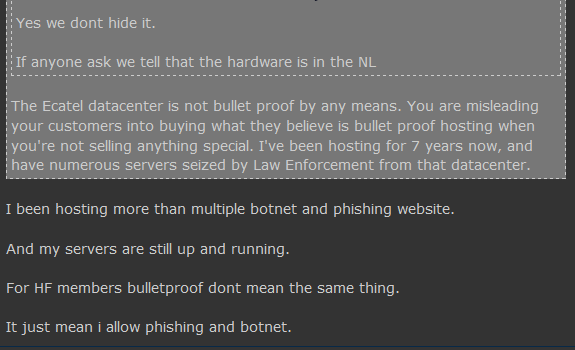 Yes we dont hide it.
If anyone ask we tell that the hardware is in the NL
The Ecatel datacenter is not bullet proof by any means. You are misleading
your customers into buying what they believe is bullet proof hosting when
you're not selling anything special. I've been hosting for 7 years now, and
have numerous servers seized by Law Enforcement from that datacenter.
I been hosting more than multiple botnet and phishing website.
And my servers are still up and running.
For HF members bulletproof dont mean the same thing.
It just mean i allow phishing and botnet.